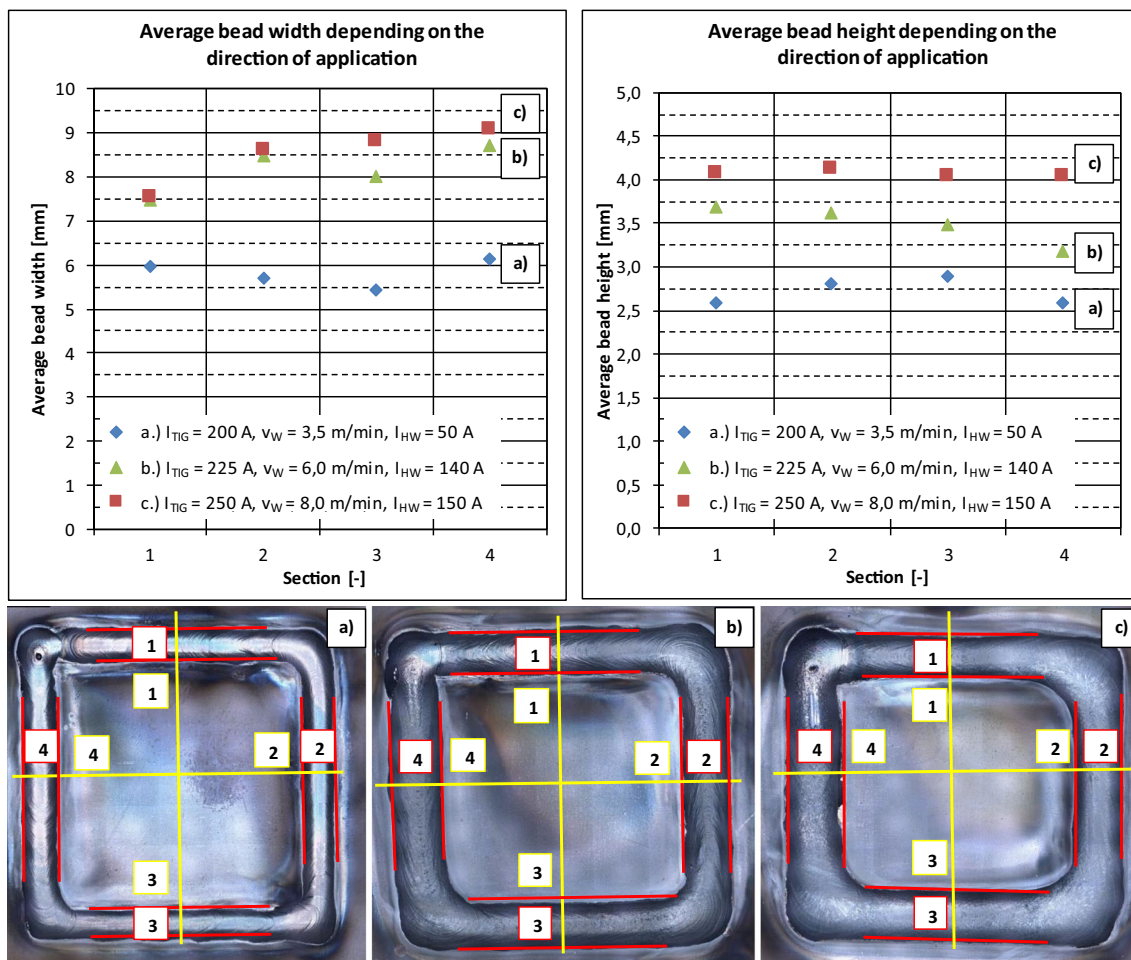 Average bead width depending on the
direction of application
10
9
8
7
6
5
4
3
2
1
0
Average bead width [mm]
c)
b)
a)
a.) I_TIG = 200 A, v_W = 3,5 m/min, I_HW = 50 A
b.) I_TIG = 225 A, v_W = 6,0 m/min, I_HW = 140 A
c.) I_TIG = 250 A, v_W = 8,0 m/min, I_HW = 150 A
1 2 3 4
Section [-]
Average bead height depending on the
direction of application
5,0
4,5
4,0
3,5
3,0
2,5
2,0
1,5
1,0
0,5
0,0
Average bead height [mm]
c)
b)
a)
a.) I_TIG = 200 A, v_W = 3,5 m/min, I_HW = 50 A
b.) I_TIG = 225 A, v_W = 6,0 m/min, I_HW = 140 A
c.) I_TIG = 250 A, v_W = 8,0 m/min, I_HW = 150 A
1 2 3 4
Section [-]
a)
1
1
4 4 2 2
3
3
b)
1
1
4 4 2 2
3
3
c)
1
1
4 4 2 2
3
3